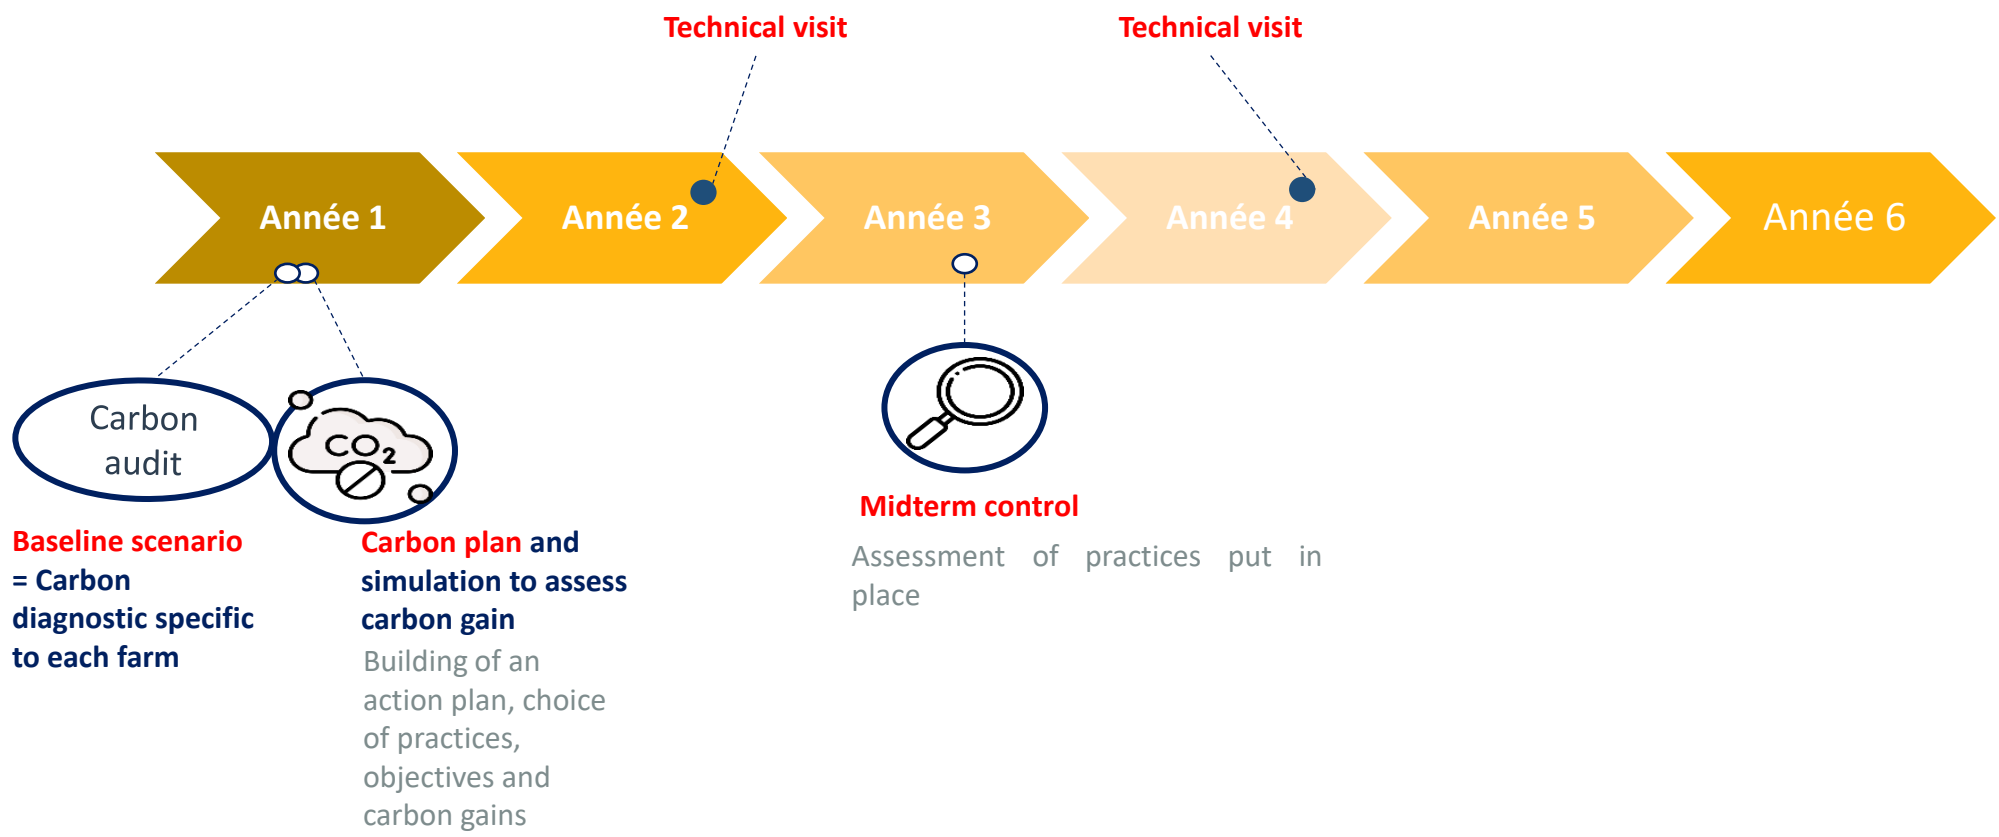 Technical visit
Technical visit
Année 1
Année 2
Année 3
Année 4
Année 5
Année 6
Carbon
audit
CO2
Baseline scenario
= Carbon
diagnostic specific
to each farm
Carbon plan and
simulation to assess
carbon gain
Building of an
action plan, choice
of practices,
objectives and
carbon gains
Midterm control
Assessment of practices put in
place